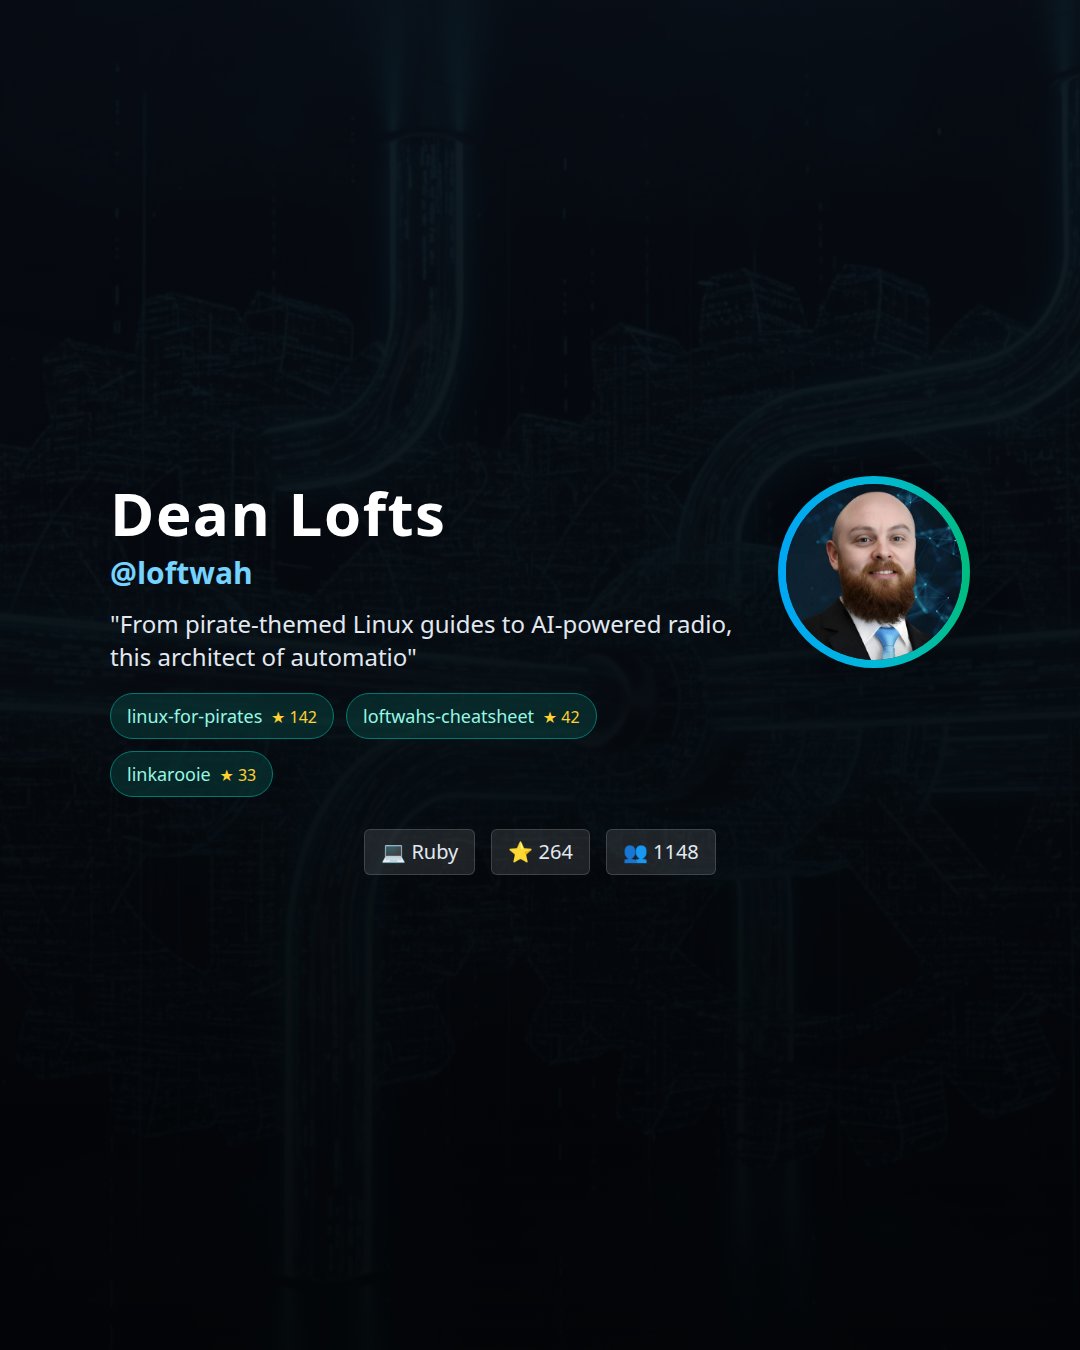 Dean Lofts
@loftwah
"From pirate-themed Linux guides to AI-powered radio,
this architect of automatio"
linux-for-pirates ★ 142
loftwahs-cheatsheet ★ 42
linkarooie ★ 33
💻 Ruby
⭐ 264
👥 1148